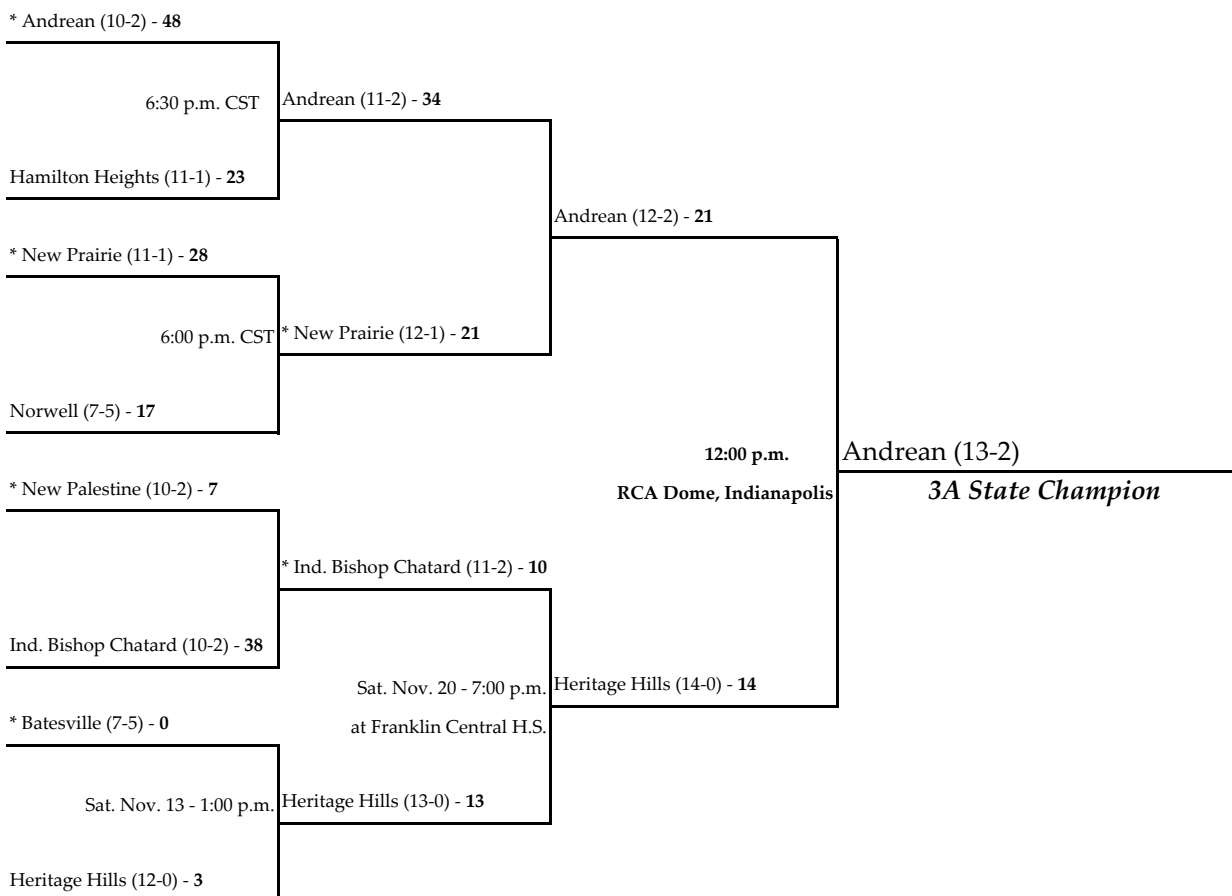 * Andrean (10-2) - 48
6:30 p.m. CST
Andrean (11-2) - 34
Hamilton Heights (11-1) - 23
Andrean (12-2) - 21
* New Prairie (11-1) - 28
6:00 p.m. CST
* New Prairie (12-1) - 21
Norwell (7-5) - 17
12:00 p.m.
Andrean (13-2)
RCA Dome, Indianapolis
3A State Champion
* New Palestine (10-2) - 7
* Ind. Bishop Chatard (11-2) - 10
Ind. Bishop Chatard (10-2) - 38
Sat. Nov. 20 - 7:00 p.m.
Heritage Hills (14-0) - 14
at Franklin Central H.S.
* Batesville (7-5) - 0
Sat. Nov. 13 - 1:00 p.m.
Heritage Hills (13-0) - 13
Heritage Hills (12-0) - 3